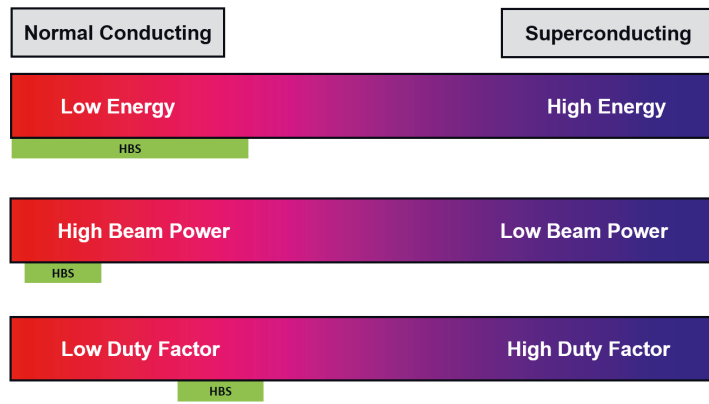 Normal Conducting
Superconducting
Low Energy
High Energy
HBS
High Beam Power
Low Beam Power
HBS
Low Duty Factor
High Duty Factor
HBS